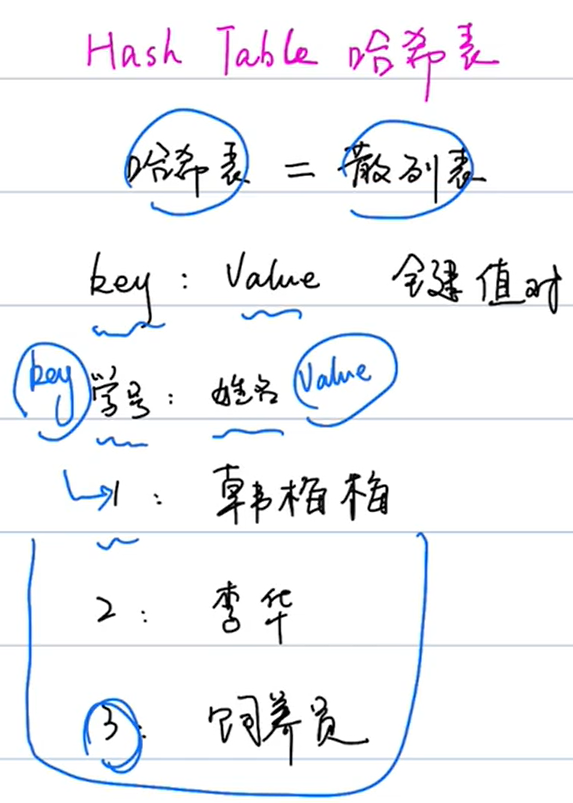 Hash Table 哈希表
哈希表 = 散列表
key : Value 键值对
key 学号 : 姓名 Value
1 : 韩梅梅
2 : 李华
3 : 饲养员